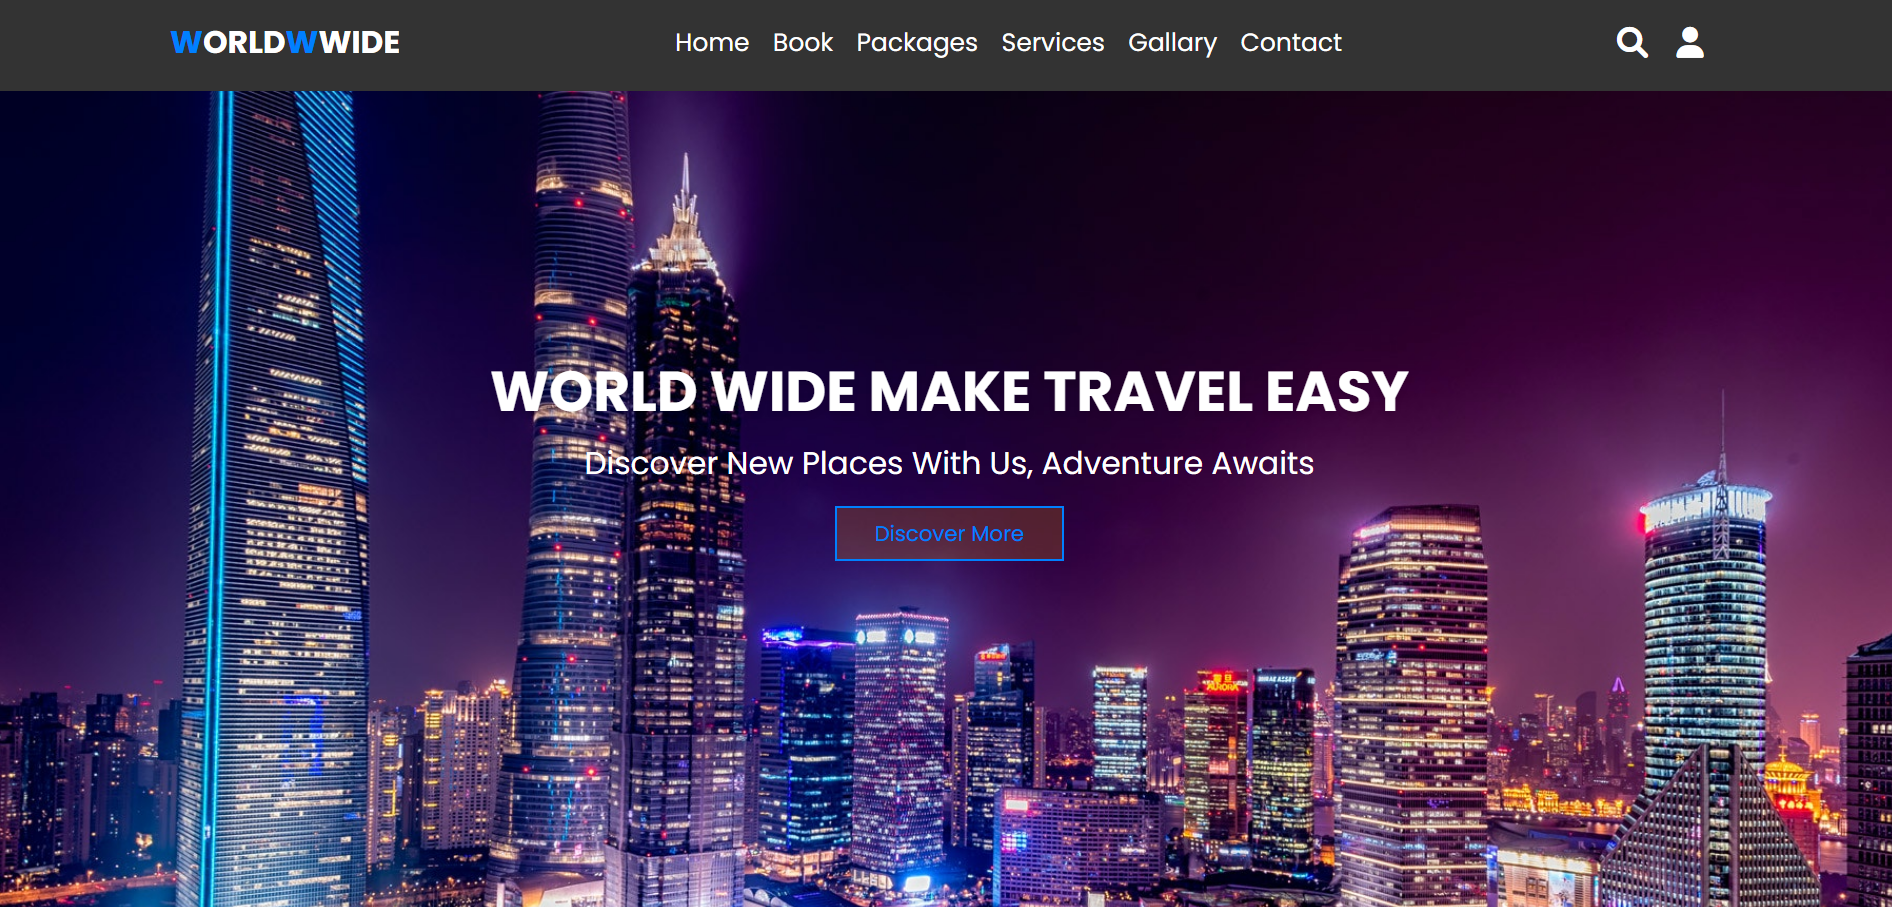 WORLDWWIDE
Home Book Packages Services Gallary Contact
WORLD WIDE MAKE TRAVEL EASY
Discover New Places With Us, Adventure Awaits
Discover More
AURORA